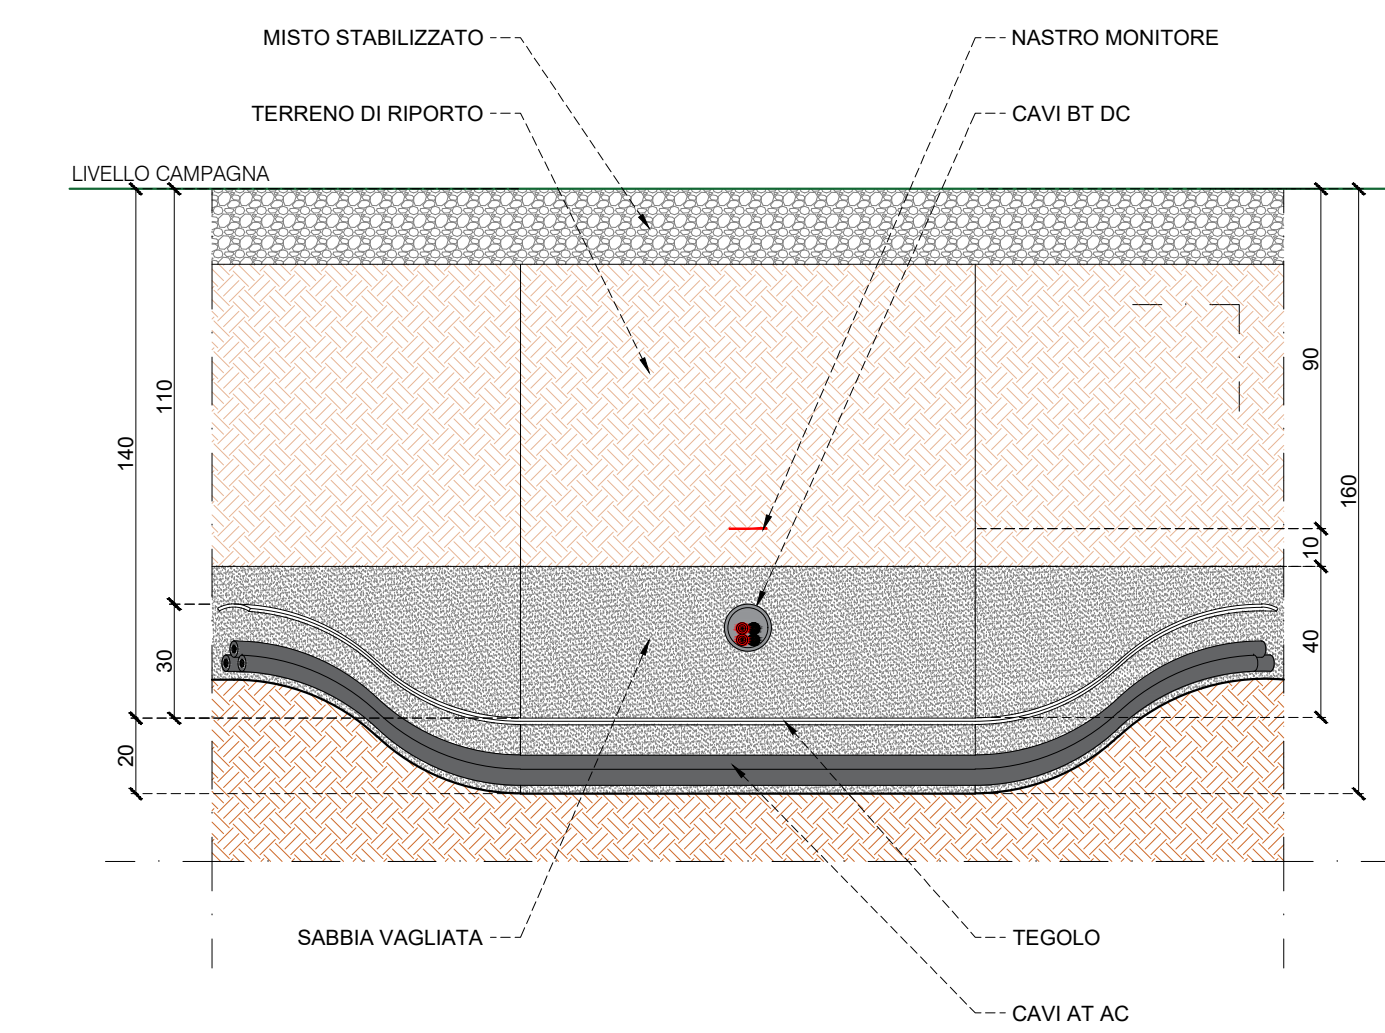 MISTO STABILIZZATO
NASTRO MONITORE
TERRENO DI RIPORTO
CAVI BT DC
LIVELLO CAMPAGNA
110
140
30
20
90
10
160
40
SABBIA VAGLIATA
TEGOLO
CAVI AT AC